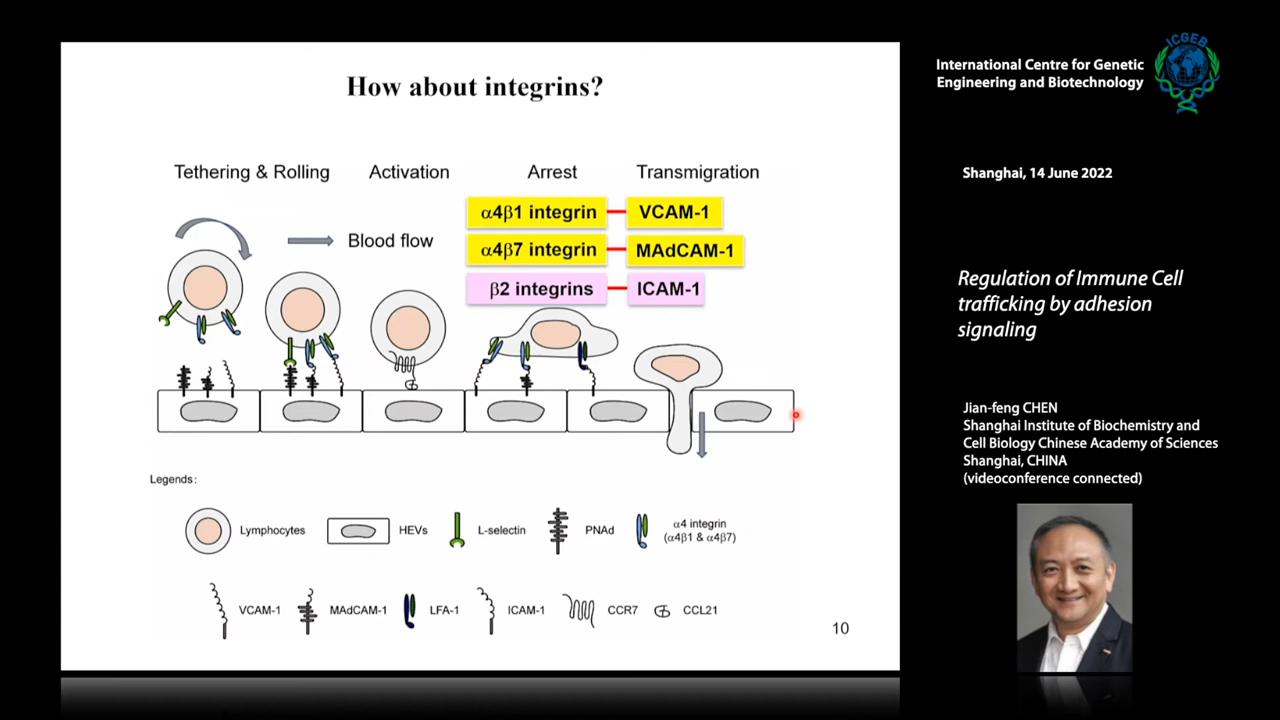 How about integrins?
Tethering & Rolling
Activation
Arrest
Transmigration
α4β1 integrin
VCAM-1
Blood flow
α4β7 integrin
MAdCAM-1
β2 integrins
ICAM-1
Legends:
Lymphocytes
HEVs
L-selectin
PNAd
α4 integrin
(α4β1 & α4β7)
VCAM-1
MAdCAM-1
LFA-1
ICAM-1
CCR7
CCL21
10
International Centre for Genetic
Engineering and Biotechnology
ICGEB
Shanghai, 14 June 2022
Regulation of Immune Cell
trafficking by adhesion
signaling
Jian-feng CHEN
Shanghai Institute of Biochemistry and
Cell Biology Chinese Academy of Sciences
Shanghai, CHINA
(videoconference connected)